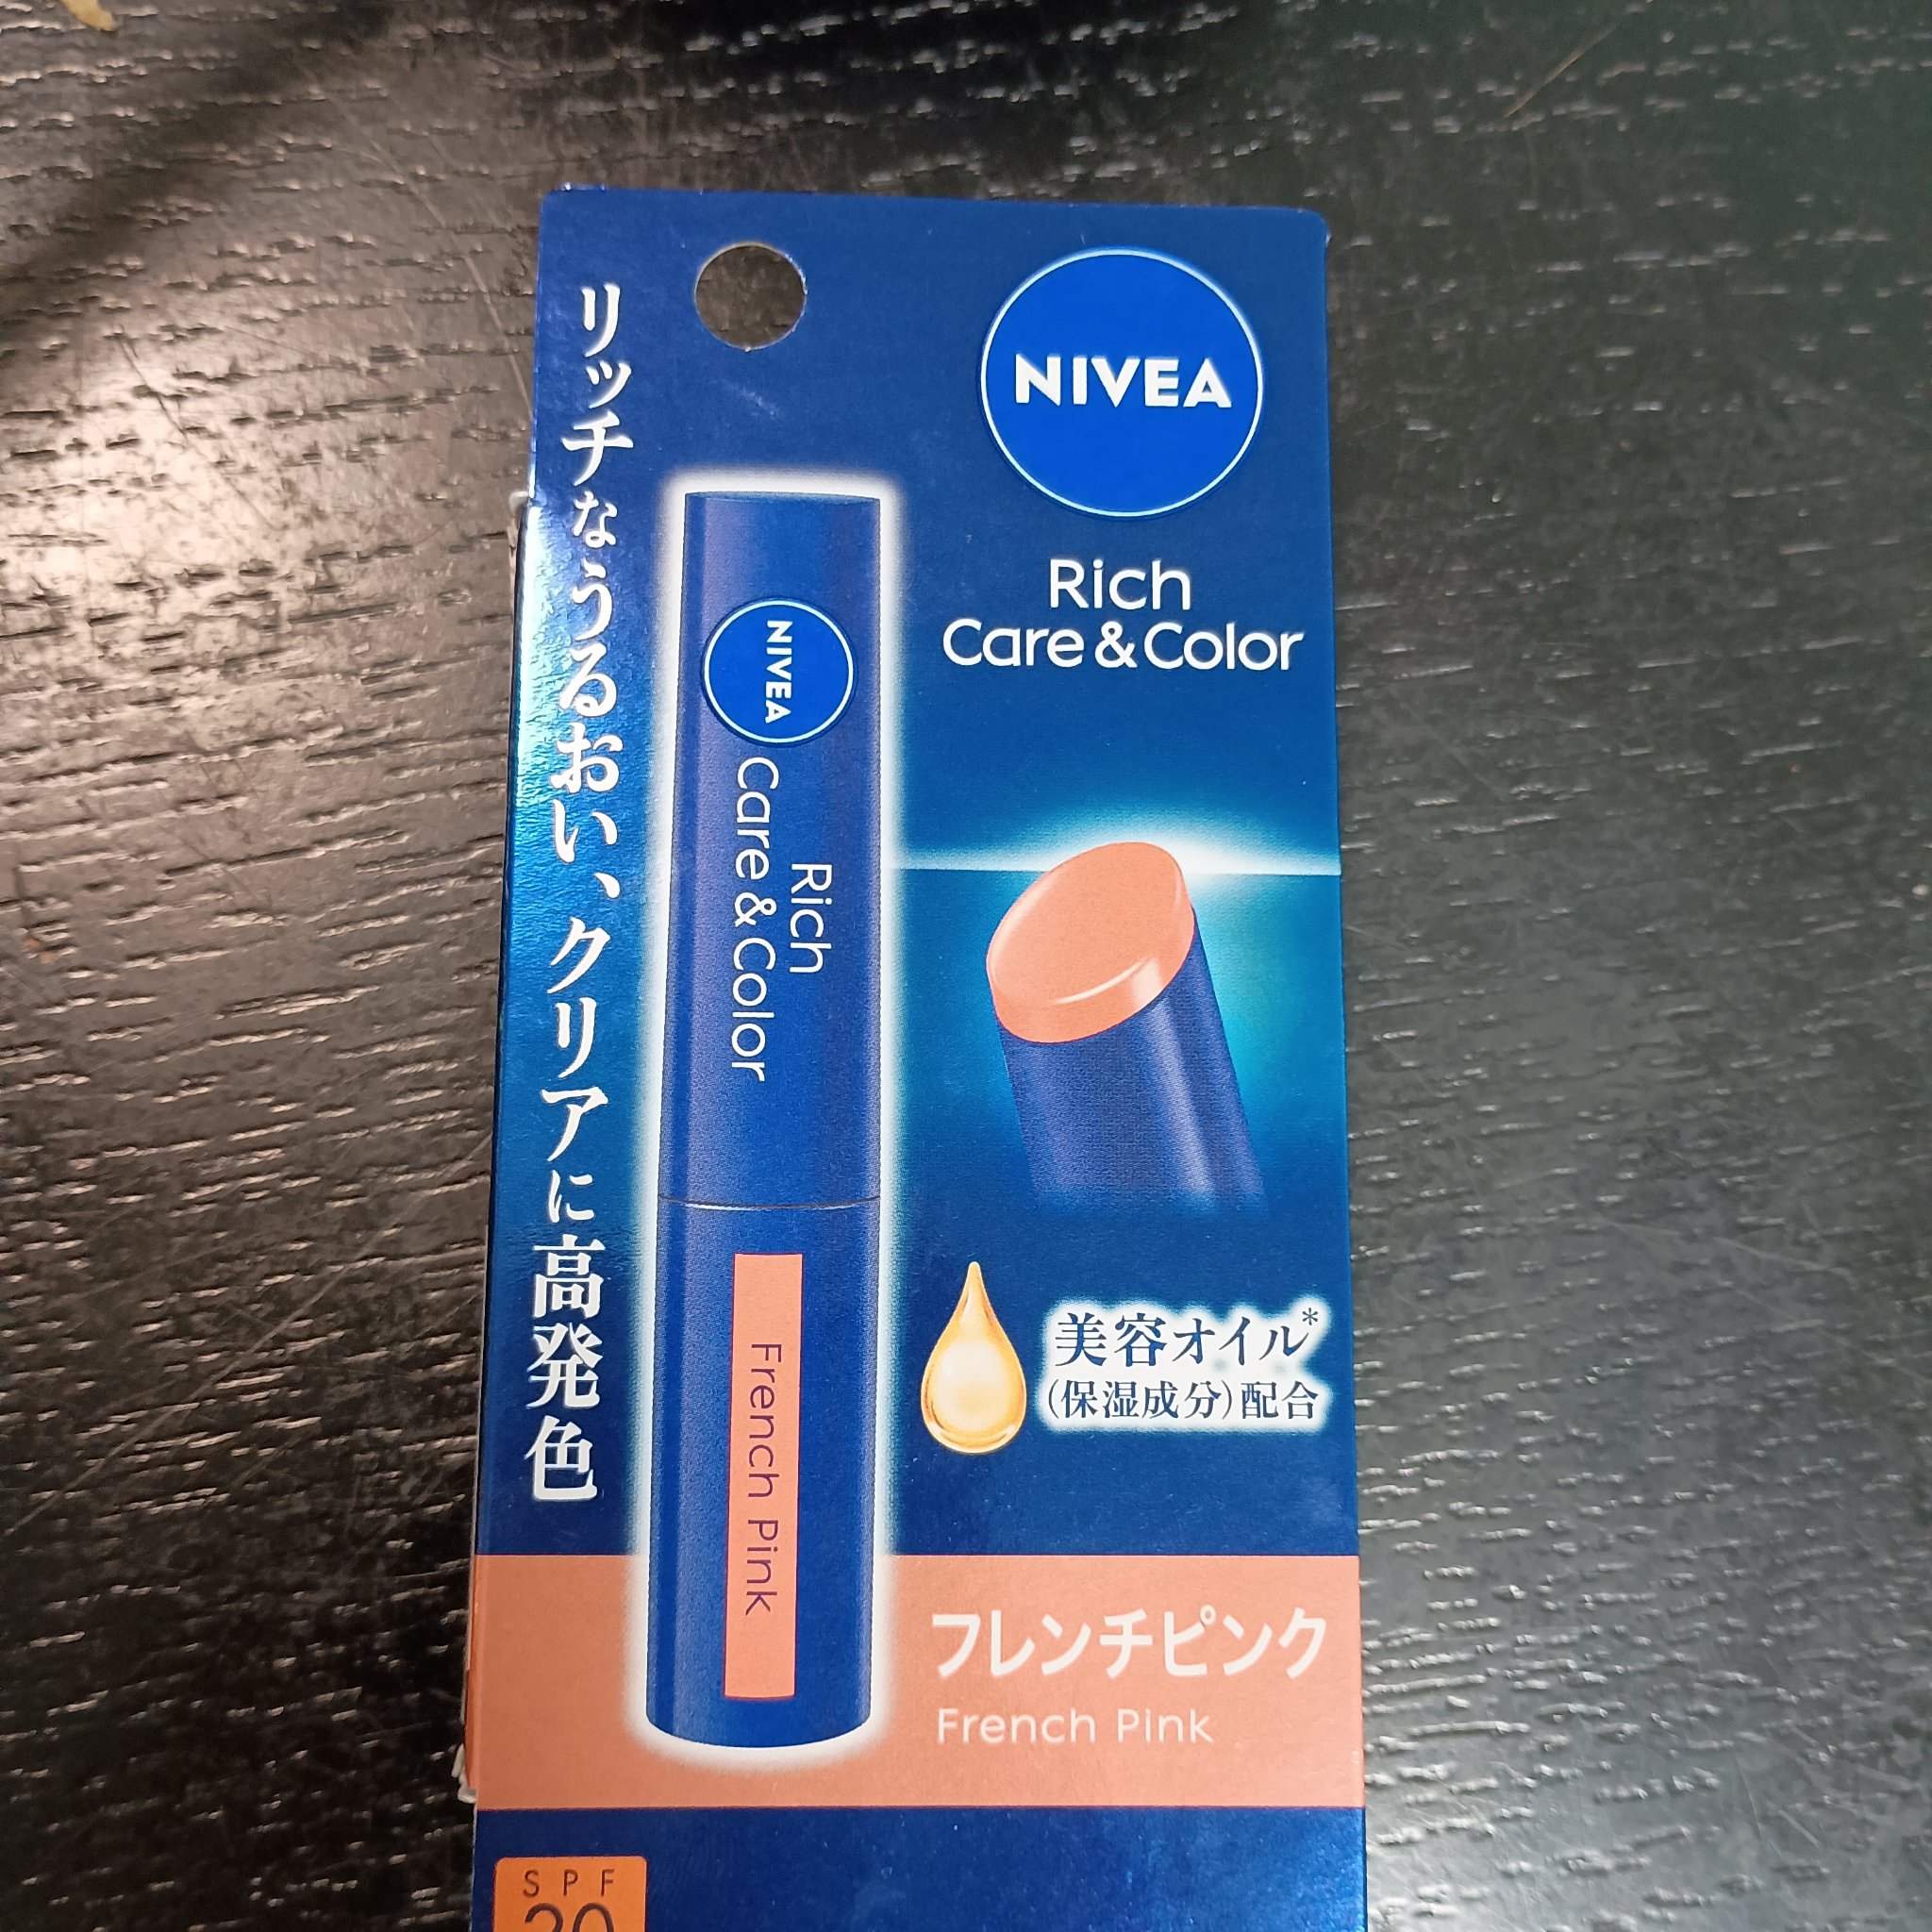 リッチなうるおい、クリアに高発色
NIVEA
Rich
Care & Color
NIVEA
Rich
Care & Color
French Pink
美容オイル*
(保湿成分)配合
フレンチピンク
French Pink
SPF
20